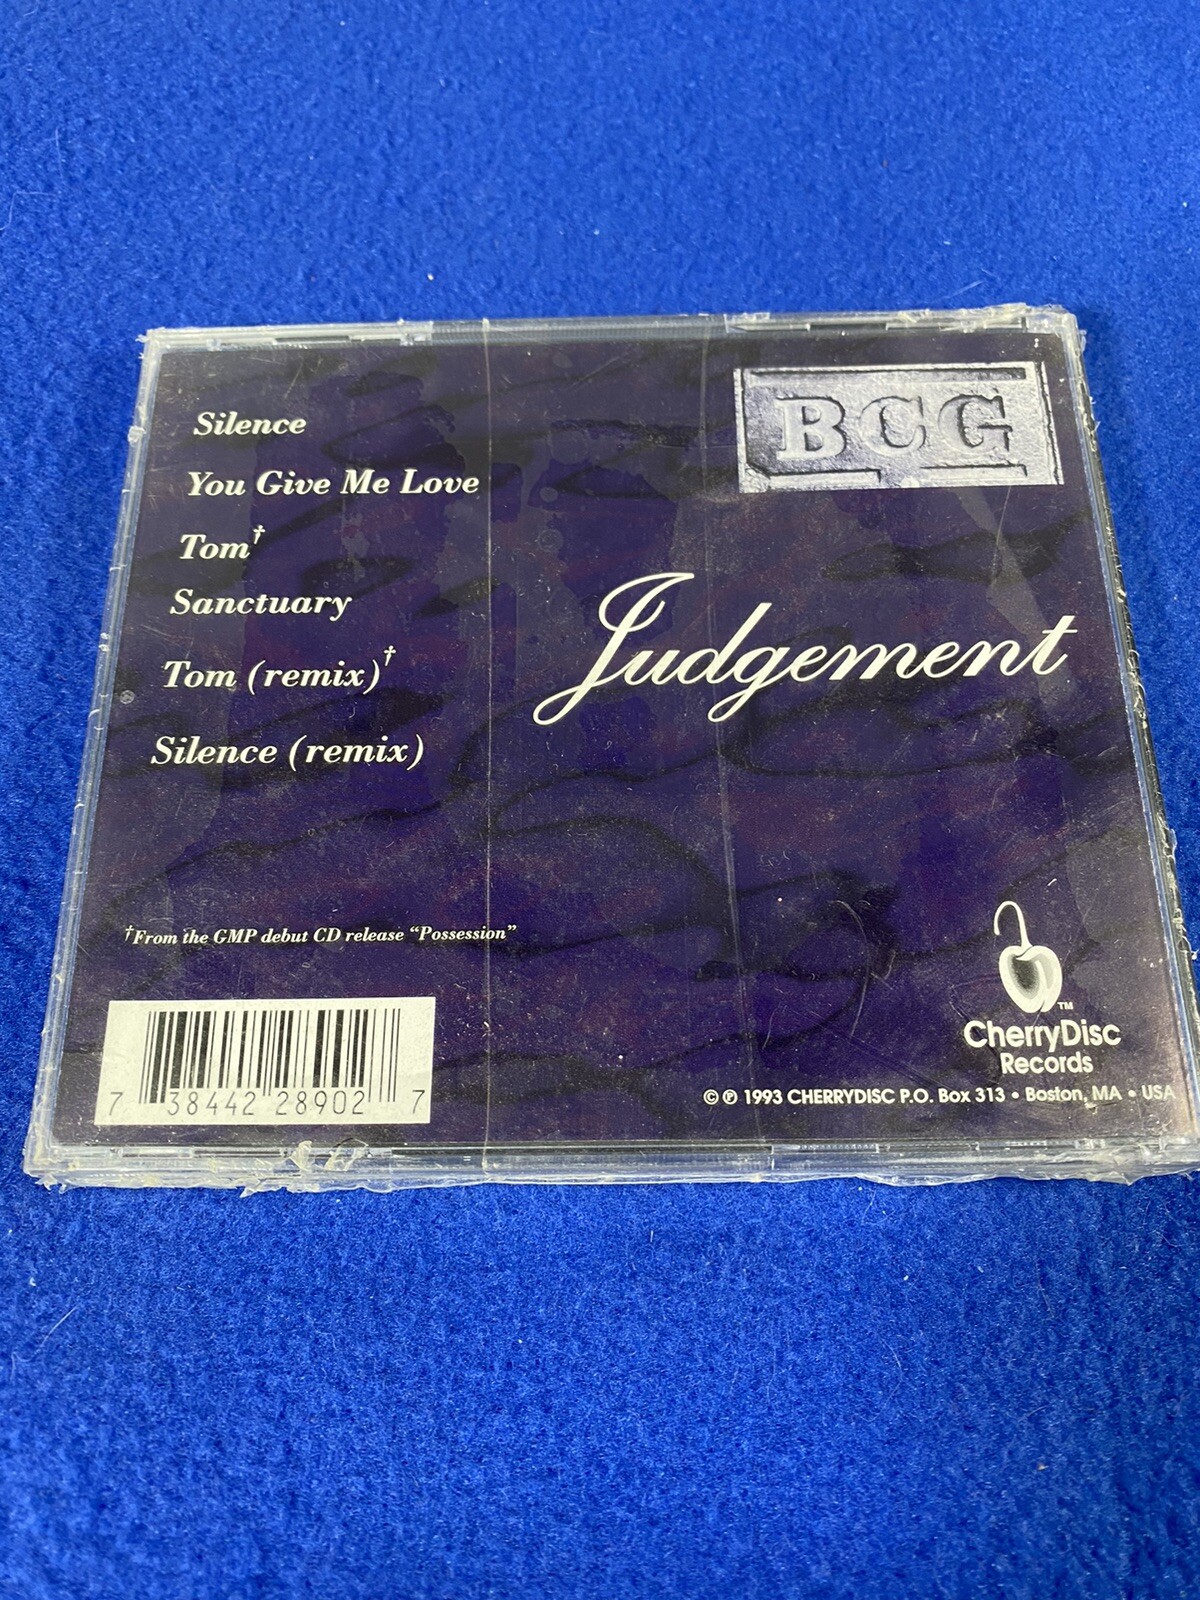 Silence
You Give Me Love
Tom†
Sanctuary
Tom (remix)†
Silence (remix)
†From the GMP debut CD release “Possession”
7 38442 28902 7
BCG
Judgement
TM
CherryDisc
Records
© ℗ 1993 CHERRYDISC P.O. Box 313 • Boston, MA • USA